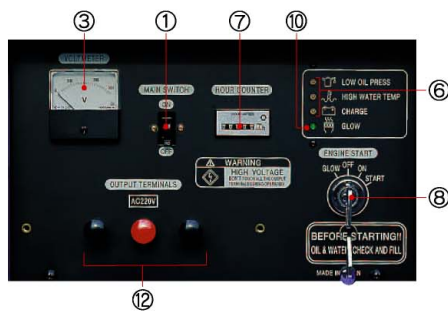 ③
①
⑦
⑩
VOLTMETER
V
MAIN SWITCH
ON
OFF
HOUR COUNTER
LOW OIL PRESS
HIGH WATER TEMP
CHARGE
GLOW
⑥
WARNING
HIGH VOLTAGE
ENGINE START
GLOW OFF ON START
⑧
OUTPUT TERMINALS
AC220V
BEFORE STARTING!!
OIL & WATER CHECK AND FILL
MADE IN
⑫